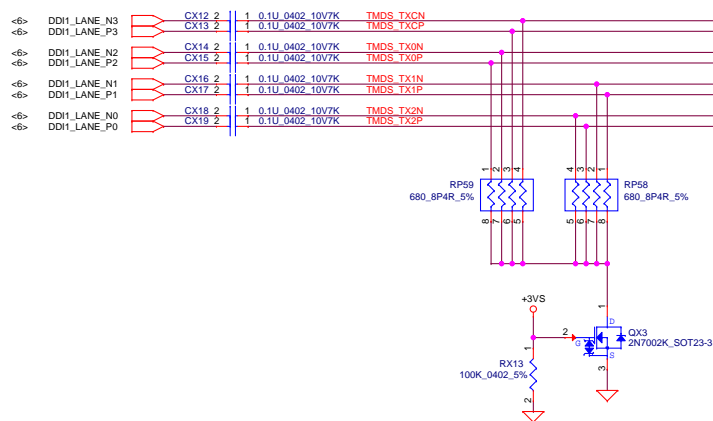 <6> DDI1_LANE_N3 CX12 2 1 0.1U_0402_10V7K TMDS_TXCN
<6> DDI1_LANE_P3 CX13 2 1 0.1U_0402_10V7K TMDS_TXCP
<6> DDI1_LANE_N2 CX14 2 1 0.1U_0402_10V7K TMDS_TX0N
<6> DDI1_LANE_P2 CX15 2 1 0.1U_0402_10V7K TMDS_TX0P
<6> DDI1_LANE_N1 CX16 2 1 0.1U_0402_10V7K TMDS_TX1N
<6> DDI1_LANE_P1 CX17 2 1 0.1U_0402_10V7K TMDS_TX1P
<6> DDI1_LANE_N0 CX18 2 1 0.1U_0402_10V7K TMDS_TX2N
<6> DDI1_LANE_P0 CX19 2 1 0.1U_0402_10V7K TMDS_TX2P
1 2 3 4 4 3 2 1
RP59 RP58
680_8P4R_5% 680_8P4R_5%
8 7 6 5 5 6 7 8
+3VS
1
D
2 G QX3
2N7002K_SOT23-3
S
1 3
RX13
100K_0402_5%
2